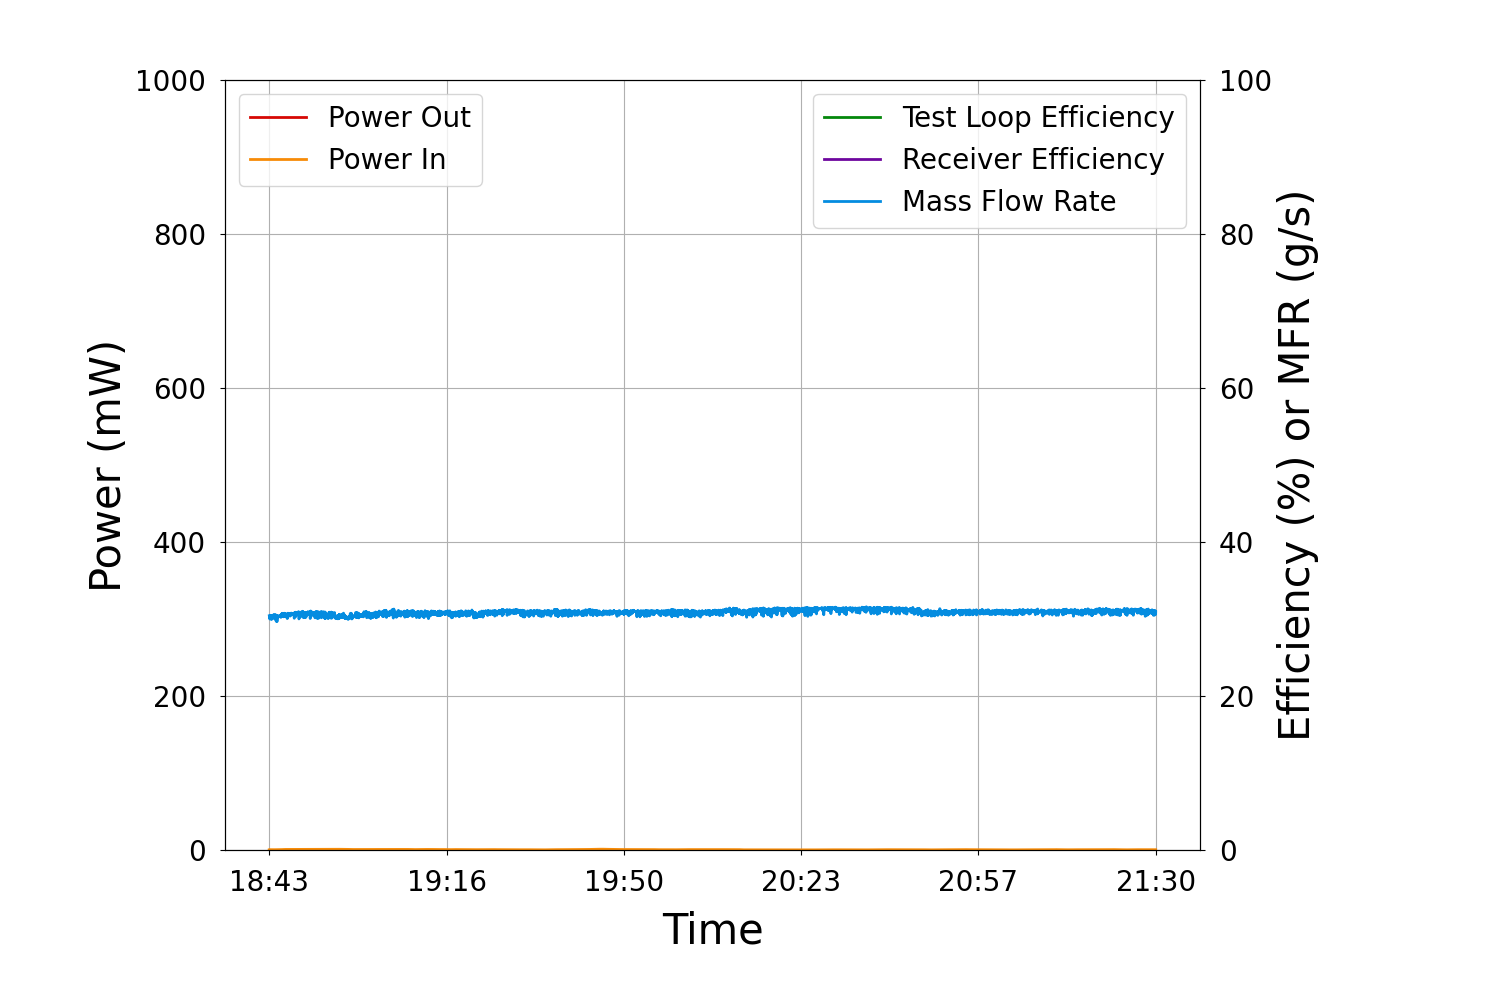 1000
800
600
400
200
0
Power (mW)
Power Out
Power In
Test Loop Efficiency
Receiver Efficiency
Mass Flow Rate
100
80
60
40
20
0
Efficiency (%) or MFR (g/s)
18:43 19:16 19:50 20:23 20:57 21:30
Time